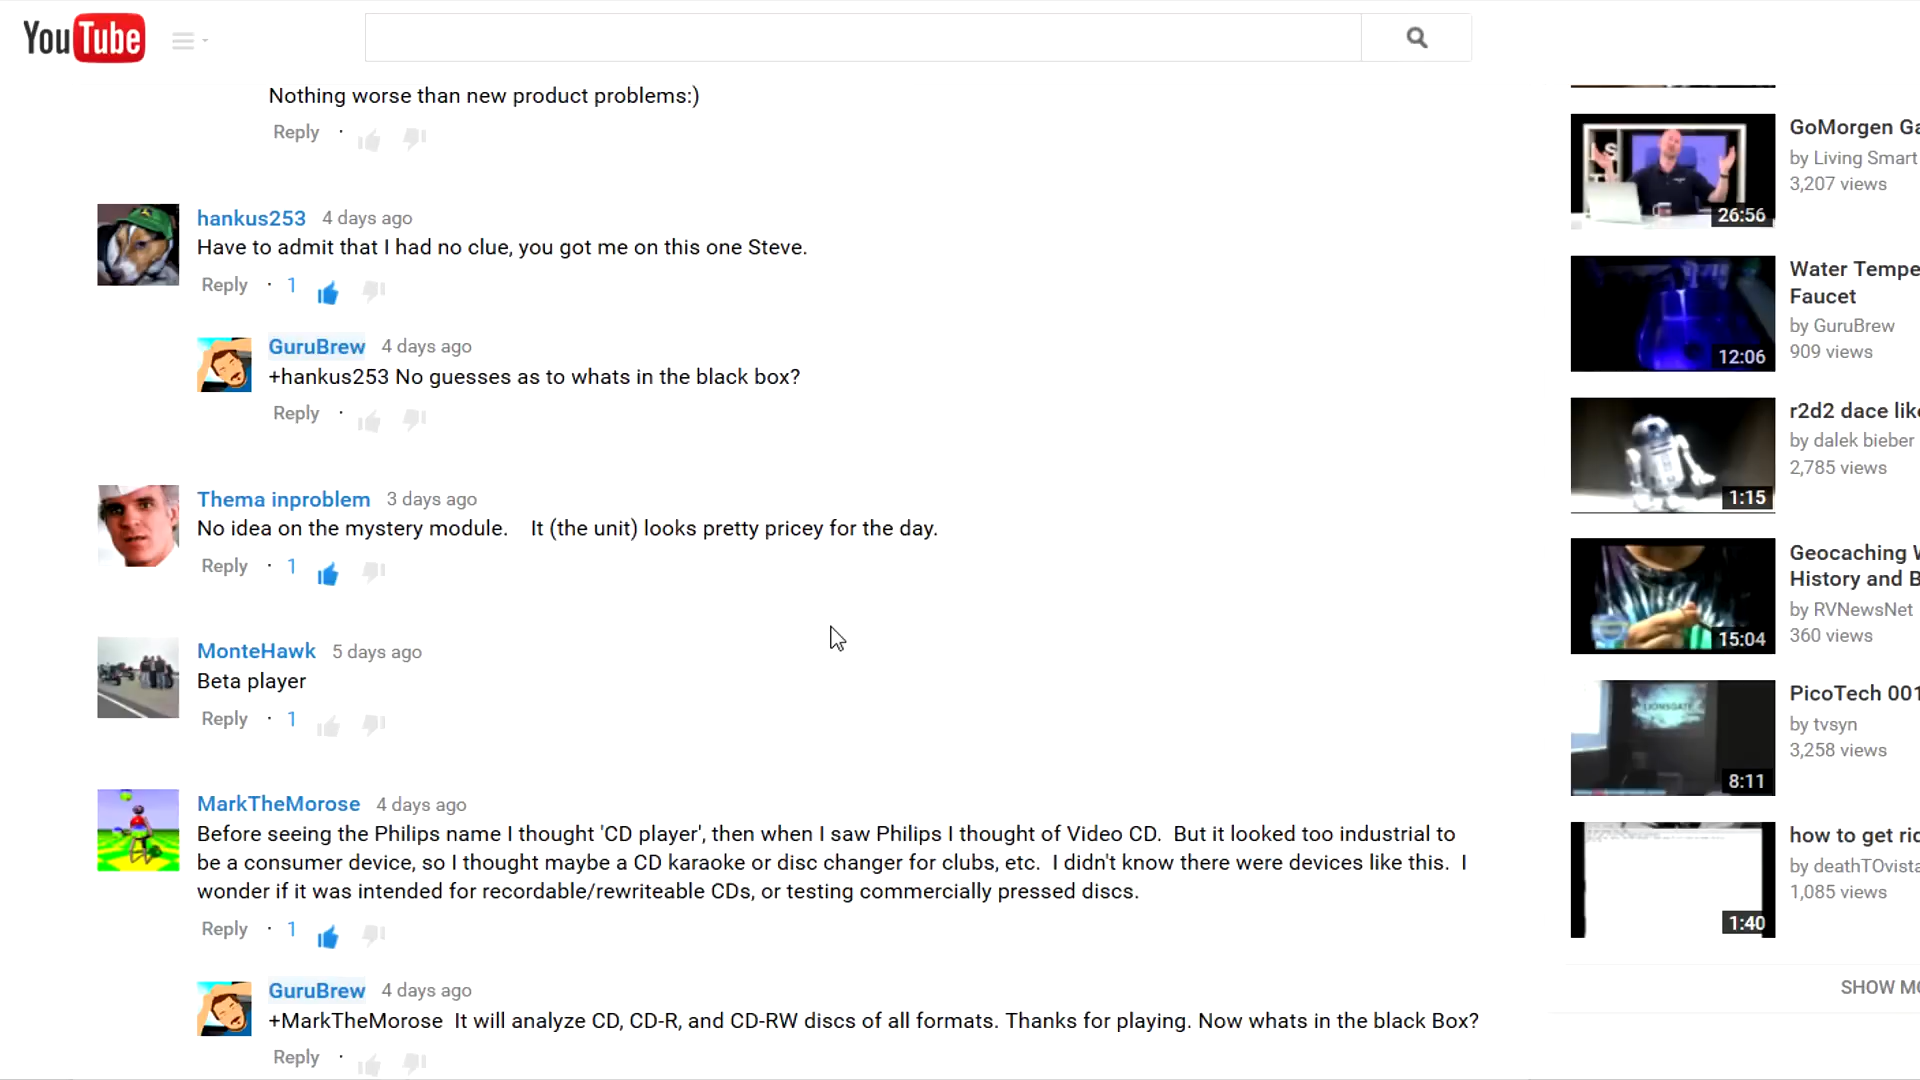 YouTube
Nothing worse than new product problems:)
Reply ·
hankus253 4 days ago
Have to admit that I had no clue, you got me on this one Steve.
Reply · 1
GuruBrew 4 days ago
+hankus253 No guesses as to whats in the black box?
Reply ·
Thema inproblem 3 days ago
No idea on the mystery module. It (the unit) looks pretty pricey for the day.
Reply · 1
MonteHawk 5 days ago
Beta player
Reply · 1
MarkTheMorose 4 days ago
Before seeing the Philips name I thought 'CD player', then when I saw Philips I thought of Video CD. But it looked too industrial to
be a consumer device, so I thought maybe a CD karaoke or disc changer for clubs, etc. I didn't know there were devices like this. I
wonder if it was intended for recordable/rewriteable CDs, or testing commercially pressed discs.
Reply · 1
GuruBrew 4 days ago
+MarkTheMorose It will analyze CD, CD-R, and CD-RW discs of all formats. Thanks for playing. Now whats in the black Box?
Reply ·
GoMorgen Ga
by Living Smart
3,207 views
26:56
Water Tempe
Faucet
by GuruBrew
909 views
12:06
r2d2 dace like
by dalek bieber
2,785 views
1:15
Geocaching W
History and B
by RVNewsNet
360 views
15:04
LIONSGATE
PicoTech 001
by tvsyn
3,258 views
8:11
how to get rid
by deathTOvista
1,085 views
1:40
SHOW MO